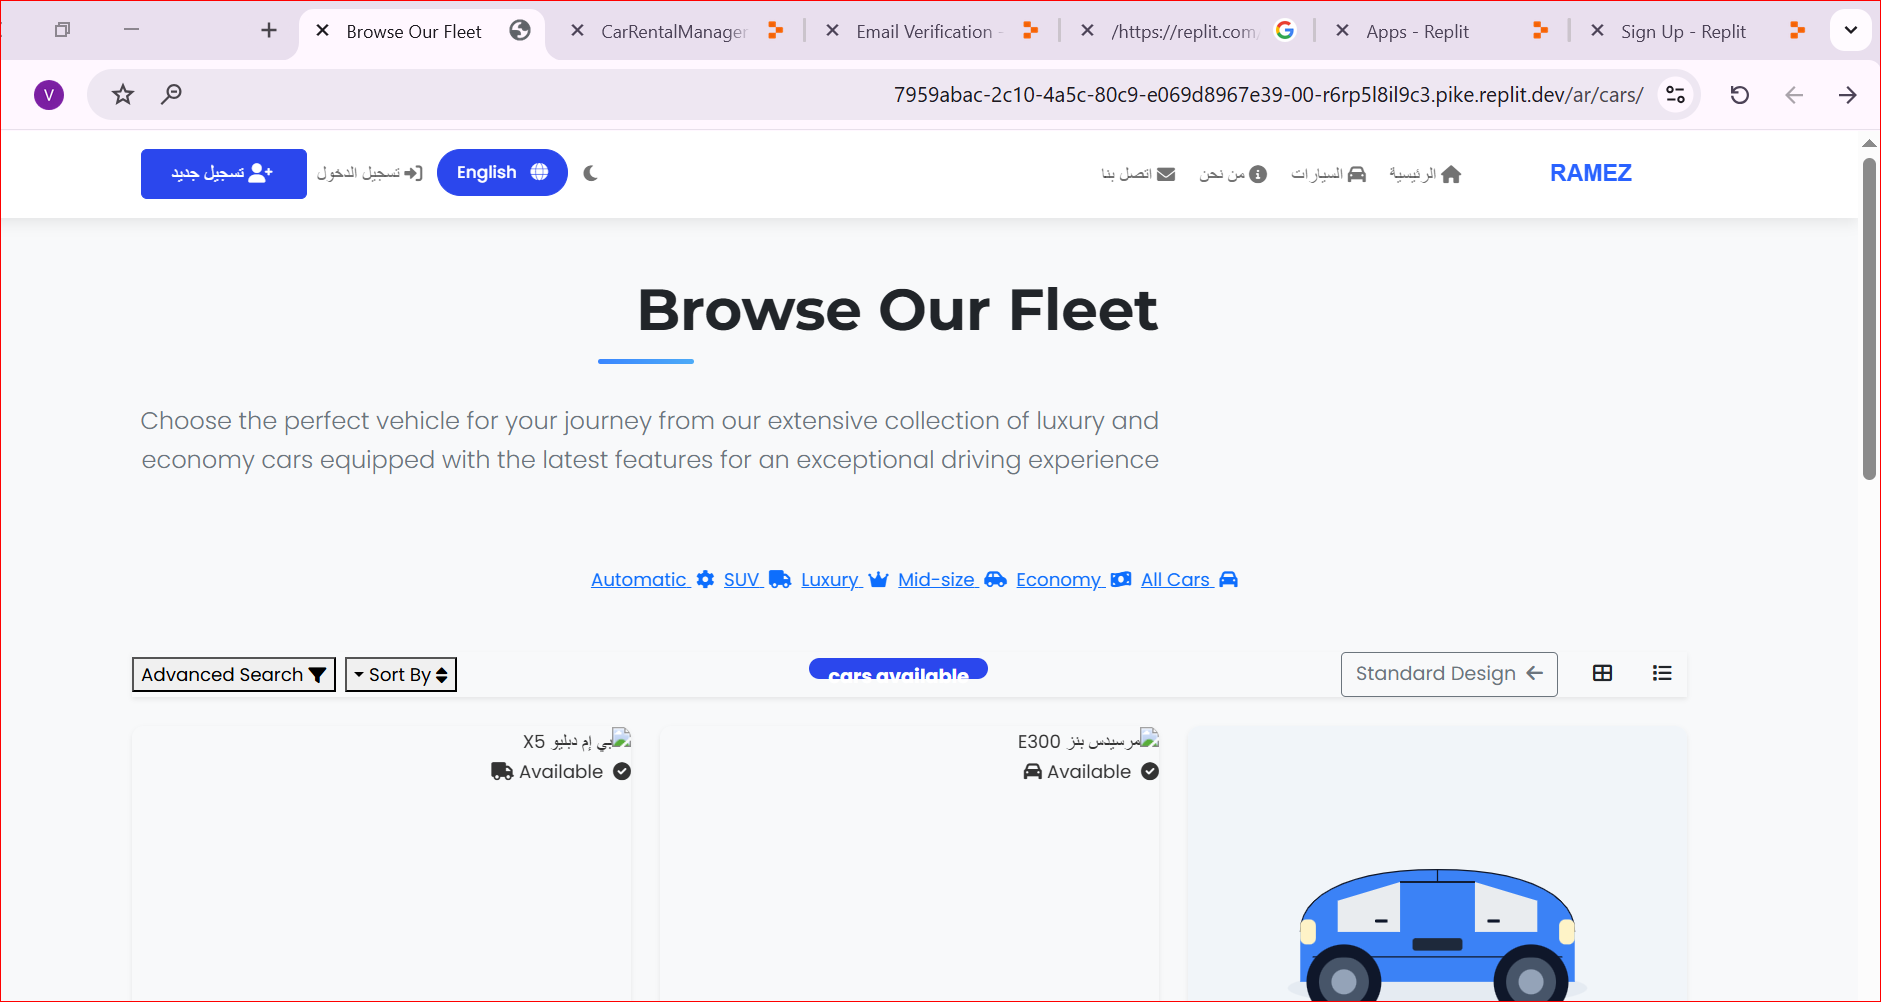 Browse Our Fleet
CarRentalManager
Email Verification -
/https://replit.com/
Apps - Replit
Sign Up - Replit
V
7959abac-2c10-4a5c-80c9-e069d8967e39-00-r6rp5l8il9c3.pike.replit.dev/ar/cars/
RAMEZ
الرئيسية
السيارات
من نحن
اتصل بنا
English
تسجيل الدخول
تسجيل جديد
Browse Our Fleet
Choose the perfect vehicle for your journey from our extensive collection of luxury and
economy cars equipped with the latest features for an exceptional driving experience
Automatic SUV Luxury Mid-size Economy All Cars
Advanced Search
Sort By
cars available
Standard Design
بي إم دبليو X5
Available
مرسيدس بنز E300
Available